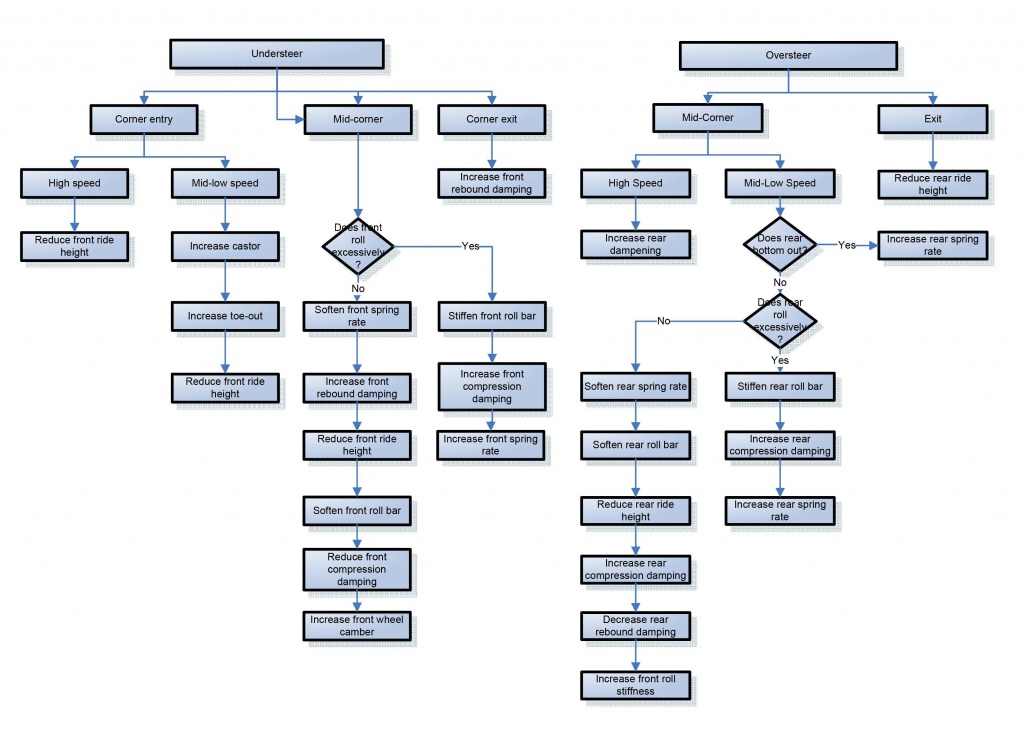 Understeer
Corner entry
Mid-corner
Corner exit
High speed
Mid-low speed
Increase front
rebound damping
Reduce front ride
height
Increase castor
Does front
roll
excessively
?
Yes
No
Increase toe-out
Soften front spring
rate
Stiffen front roll bar
Reduce front ride
height
Increase front
rebound damping
Increase front
compression
damping
Reduce front ride
height
Increase front spring
rate
Soften front roll bar
Reduce front
compression
damping
Increase front wheel
camber
Oversteer
Mid-Corner
Exit
High Speed
Mid-Low Speed
Reduce rear ride
height
Increase rear
dampening
Does rear
bottom out?
Yes
Increase rear spring
rate
No
Does rear
roll
excessively
?
No
Yes
Soften rear spring rate
Stiffen rear roll bar
Soften rear roll bar
Increase rear
compression damping
Reduce rear ride
height
Increase rear spring
rate
Increase rear
compression damping
Decrease rear
rebound damping
Increase front roll
stiffness